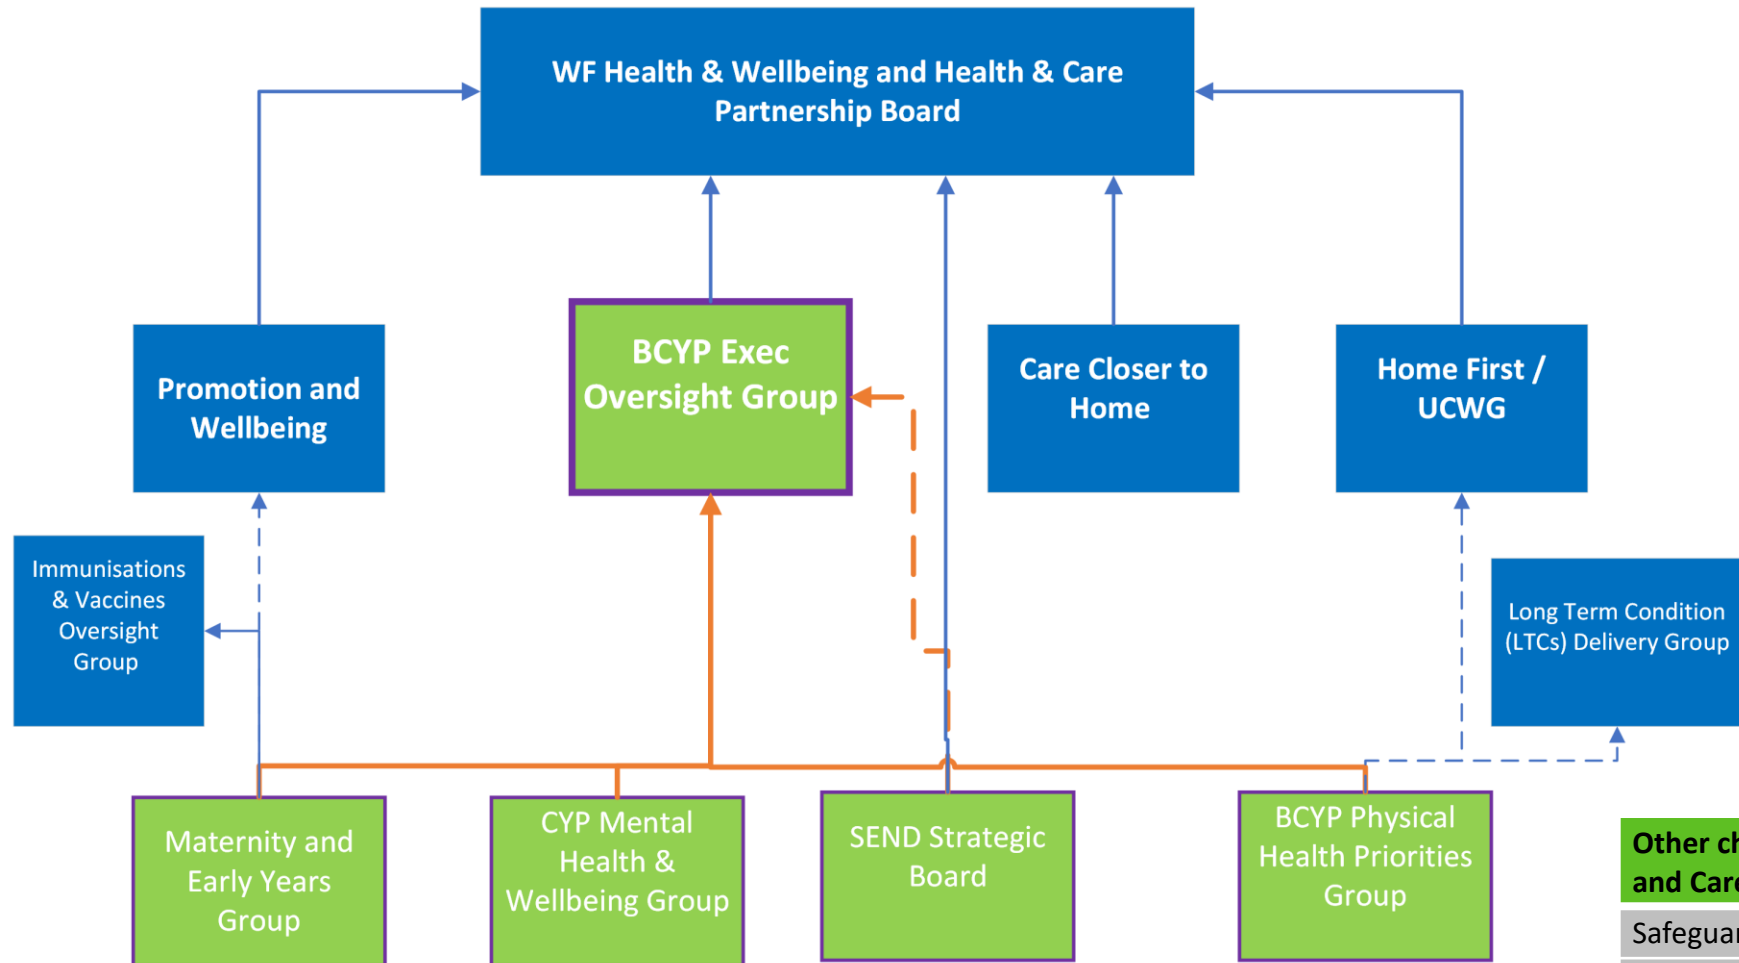 WF Health & Wellbeing and Health & Care
Partnership Board
Promotion and
Wellbeing
BCYP Exec
Oversight Group
Care Closer to
Home
Home First /
UCWG
Immunisations
& Vaccines
Oversight
Group
Long Term Condition
(LTCs) Delivery Group
Maternity and
Early Years
Group
CYP Mental
Health &
Wellbeing Group
SEND Strategic
Board
BCYP Physical
Health Priorities
Group
Other
and